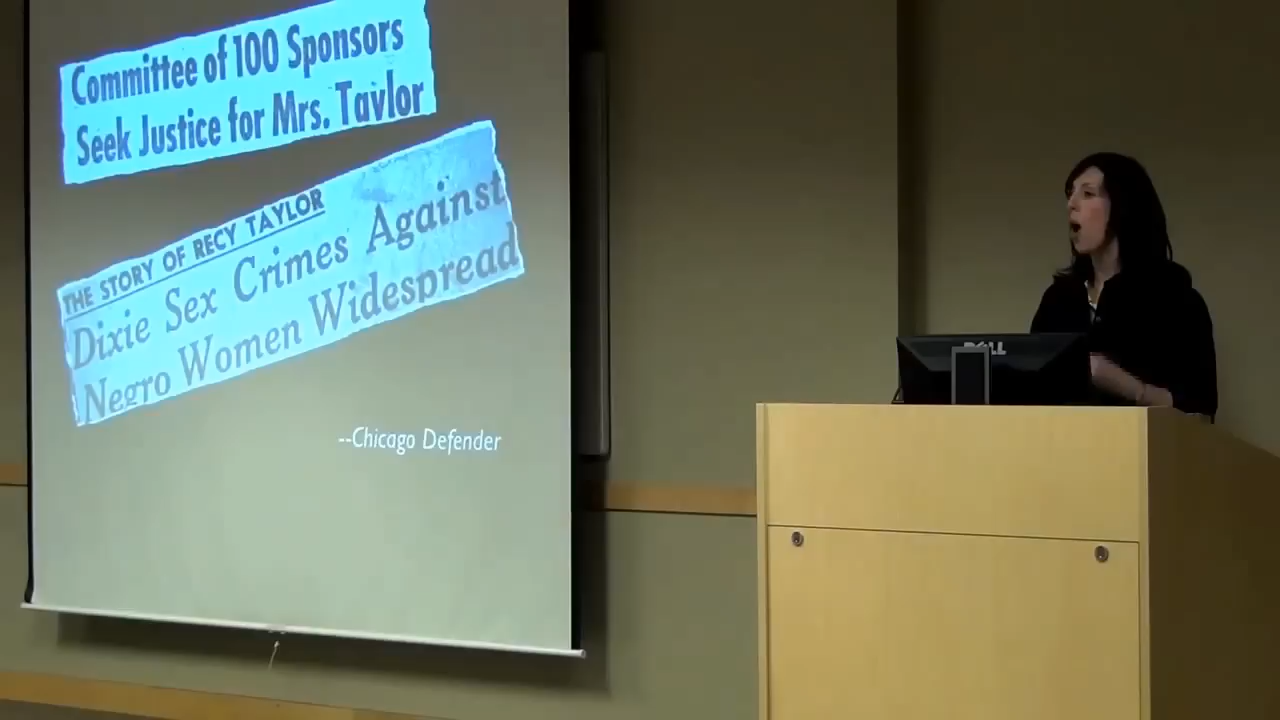 Committee of 100 Sponsors
Seek Justice for Mrs. Taylor
THE STORY OF RECY TAYLOR
Dixie Sex Crimes Against
Negro Women Widespread
--Chicago Defender
DELL